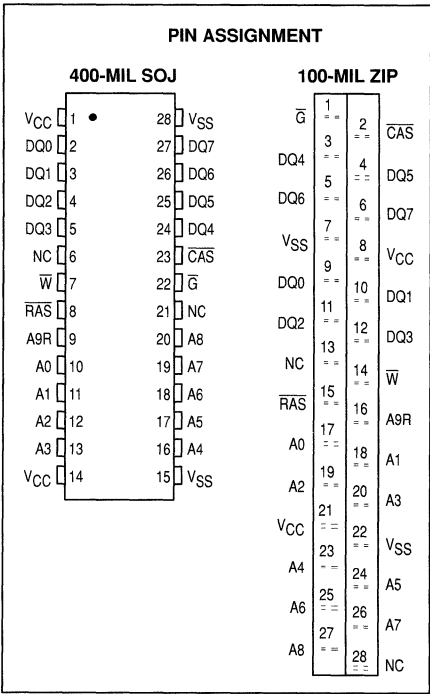 PIN ASSIGNMENT
400-MIL SOJ
VCC 1 28 VSS
DQ0 2 27 DQ7
DQ1 3 26 DQ6
DQ2 4 25 DQ5
DQ3 5 24 DQ4
NC 6 23 C̅A̅S̅
W̅ 7 22 G̅
R̅A̅S̅ 8 21 NC
A9R 9 20 A8
A0 10 19 A7
A1 11 18 A6
A2 12 17 A5
A3 13 16 A4
VCC 14 15 VSS
100-MIL ZIP
G̅ 1
2 C̅A̅S̅
DQ4 3
4 DQ5
DQ6 5
6 DQ7
VSS 7
8 VCC
DQ0 9
10 DQ1
DQ2 11
12 DQ3
NC 13
14 W̅
R̅A̅S̅ 15
16 A9R
A0 17
18 A1
A2 19
20 A3
VCC 21
22 VSS
A4 23
24 A5
A6 25
26 A7
A8 27
28 NC